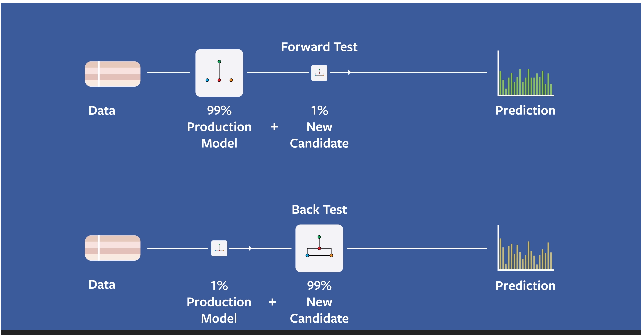 Forward Test
Data
99%
Production
Model
+
1%
New
Candidate
Prediction
Back Test
Data
1%
Production
Model
+
99%
New
Candidate
Prediction